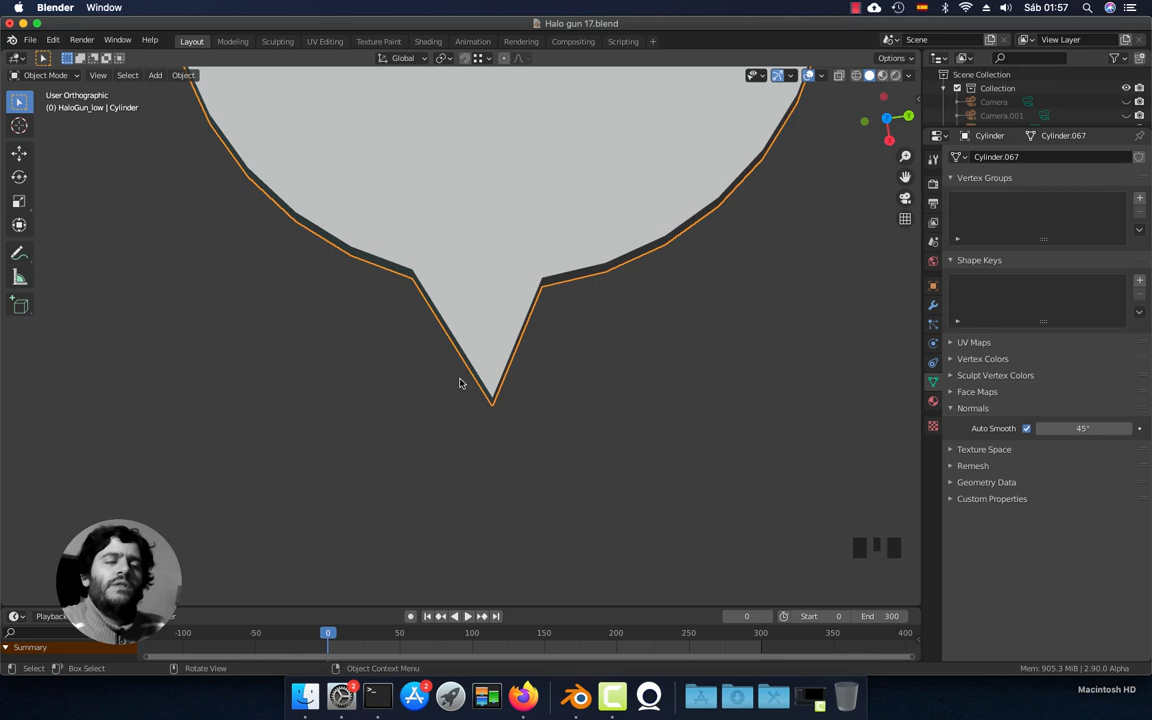 Blender Window
Sáb 01:57
Halo gun 17.blend
File Edit Render Window Help
Layout Modeling Sculpting UV Editing Texture Paint Shading Animation Rendering Compositing Scripting +
Scene
View Layer
Global
Options
Object Mode View Select Add Object
User Orthographic
(0) HaloGun_low | Cylinder
Scene Collection
Collection
Camera
Camera.001
Cylinder
Cylinder.067
Cylinder.067
Vertex Groups
Shape Keys
UV Maps
Vertex Colors
Sculpt Vertex Colors
Face Maps
Normals
Auto Smooth 45°
Texture Space
Remesh
Geometry Data
Custom Properties
X
Y
Z
Playback
0
Start 0
End 300
-100 -50 0 50 100 150 200 250 300 350 400
Summary
Select
Box Select
Rotate View
Object Context Menu
Mem: 905.3 MiB | 2.90.0 Alpha
2
2
Macintosh HD